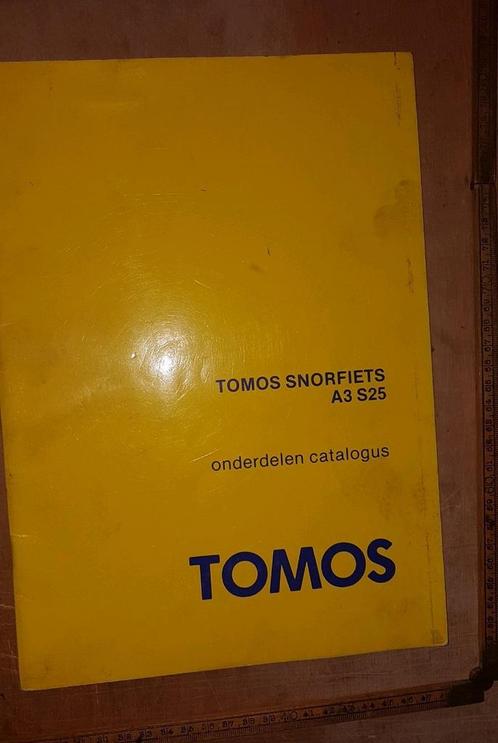 TOMOS SNORFIETS
A3 S25
onderdelen catalogus
TOMOS